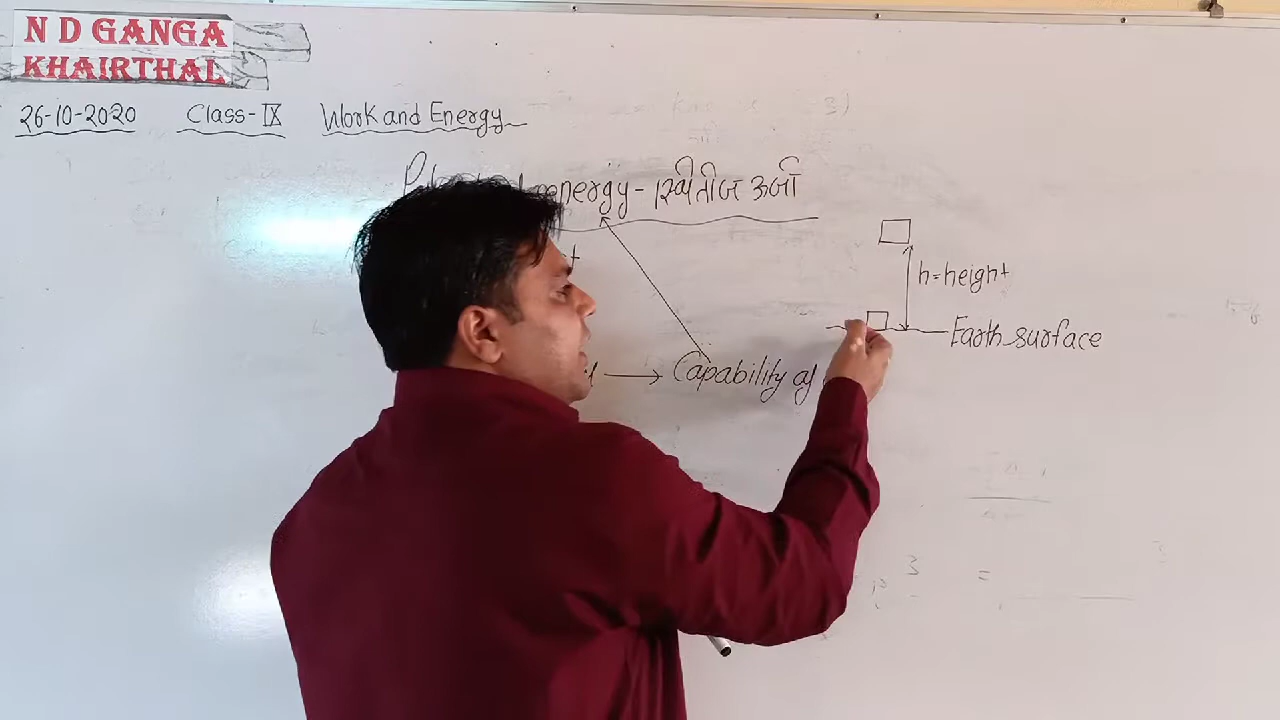 N D GANGA
KHAIRTHAL
26-10-2020 Class-IX Work and Energy
energy - स्थितीज ऊर्जा
h=height
Earth surface
Capability of